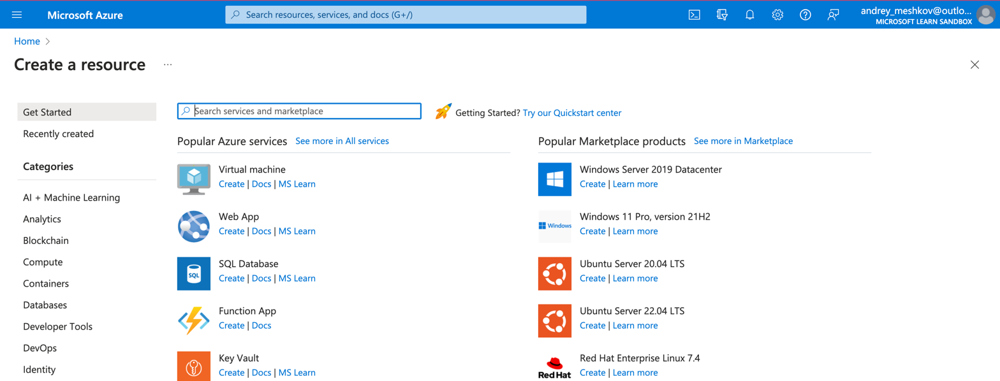 Microsoft Azure
Search resources, services, and docs (G+/)
andrey_meshkov@outlo...
MICROSOFT LEARN SANDBOX
Home
Create a resource
...
Get Started
Recently created
Categories
AI + Machine Learning
Analytics
Blockchain
Compute
Containers
Databases
Developer Tools
DevOps
Identity
Search services and marketplace
Getting Started? Try our Quickstart center
Popular Azure services See more in All services
Virtual machine
Create | Docs | MS Learn
Web App
Create | Docs | MS Learn
SQL
SQL Database
Create | Docs | MS Learn
Function App
Create | Docs
Key Vault
Create | Docs | MS Learn
Popular Marketplace products See more in Marketplace
Windows Server 2019 Datacenter
Create | Learn more
Windows
Windows 11 Pro, version 21H2
Create | Learn more
Ubuntu Server 20.04 LTS
Create | Learn more
Ubuntu Server 22.04 LTS
Create | Learn more
Red Hat
Red Hat Enterprise Linux 7.4
Create | Learn more